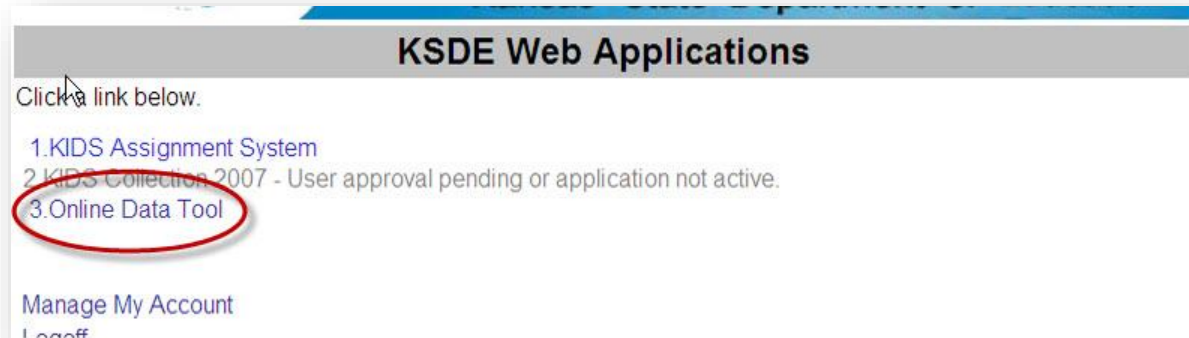 KSDE Web Applications
Click a link below.
1.KIDS Assignment System
2.KIDS Collection 2007 - User approval pending or application not active.
3.Online Data Tool
Manage My Account
Logoff